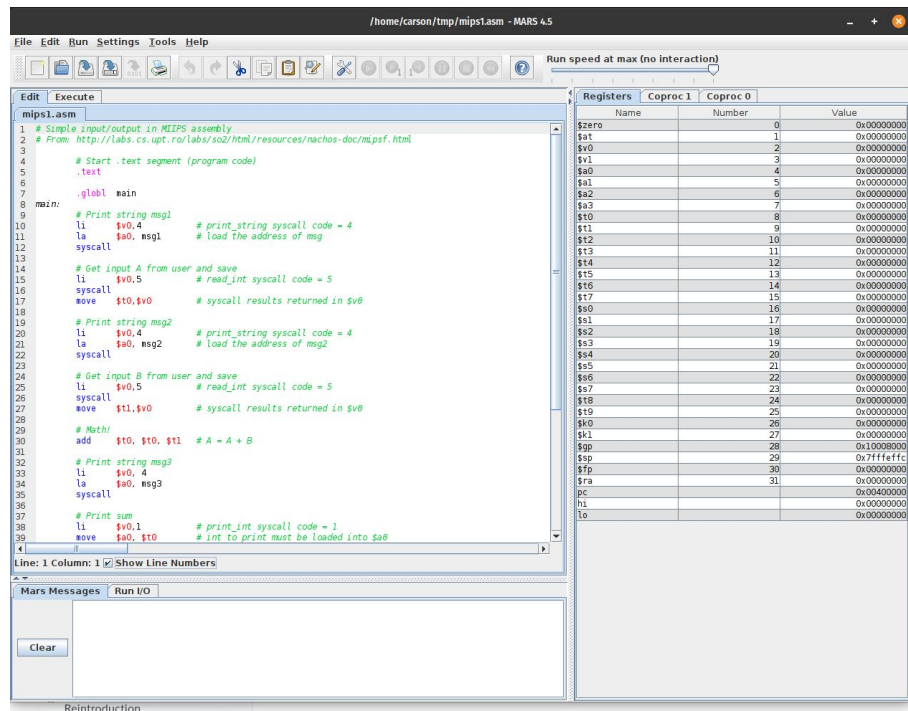 /home/carson/tmp/mips1.asm - MARS 4.5
File Edit Run Settings Tools Help
Run speed at max (no interaction)
Edit Execute
mips1.asm
1 # Simple input/output in MIIPS assembly
2 # From: http://labs.cs.upt.ro/labs/so2/html/resources/nachos-doc/mipsf.html
3
4 # Start .text segment (program code)
5 .text
6
7 .globl main
8 main:
9 # Print string msg1
10 li $v0,4 # print_string syscall code = 4
11 la $a0, msg1 # load the address of msg
12 syscall
13
14 # Get input A from user and save
15 li $v0,5 # read_int syscall code = 5
16 syscall
17 move $t0,$v0 # syscall results returned in $v0
18
19 # Print string msg2
20 li $v0,4 # print_string syscall code = 4
21 la $a0, msg2 # load the address of msg2
22 syscall
23
24 # Get input B from user and save
25 li $v0,5 # read_int syscall code = 5
26 syscall
27 move $t1,$v0 # syscall results returned in $v0
28
29 # Math!
30 add $t0, $t0, $t1 # A = A + B
31
32 # Print string msg3
33 li $v0, 4
34 la $a0, msg3
35 syscall
36
37 # Print sum
38 li $v0,1 # print_int syscall code = 1
39 move $a0, $t0 # int to print must be loaded into $a0
Line: 1 Column: 1 Show Line Numbers
Mars Messages Run I/O
Clear
Registers Coproc 1 Coproc 0
Name Number Value
$zero 0 0x00000000
$at 1 0x00000000
$v0 2 0x00000000
$v1 3 0x00000000
$a0 4 0x00000000
$a1 5 0x00000000
$a2 6 0x00000000
$a3 7 0x00000000
$t0 8 0x00000000
$t1 9 0x00000000
$t2 10 0x00000000
$t3 11 0x00000000
$t4 12 0x00000000
$t5 13 0x00000000
$t6 14 0x00000000
$t7 15 0x00000000
$s0 16 0x00000000
$s1 17 0x00000000
$s2 18 0x00000000
$s3 19 0x00000000
$s4 20 0x00000000
$s5 21 0x00000000
$s6 22 0x00000000
$s7 23 0x00000000
$t8 24 0x00000000
$t9 25 0x00000000
$k0 26 0x00000000
$k1 27 0x00000000
$gp 28 0x10008000
$sp 29 0x7fffeffc
$fp 30 0x00000000
$ra 31 0x00000000
pc 0x00400000
hi 0x00000000
lo 0x00000000
Reintroduction